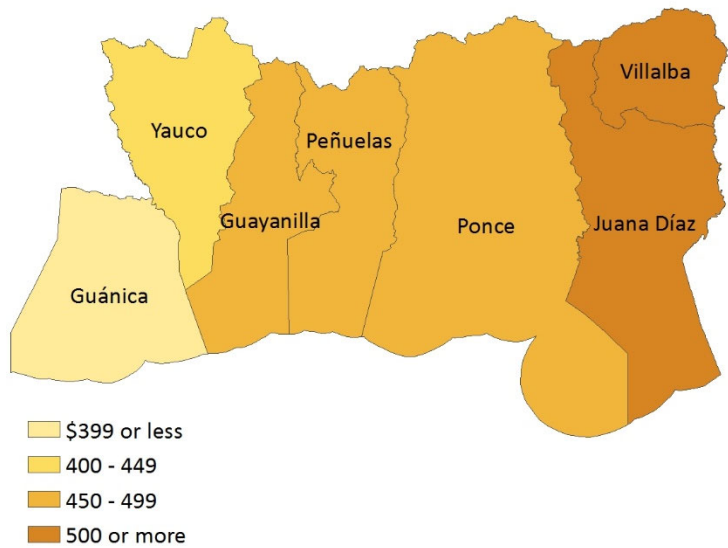 Villalba
Yauco
Peñuelas
Guayanilla
Ponce
Juana Díaz
Guánica
$399 or less
400 - 449
450 - 499
500 or more